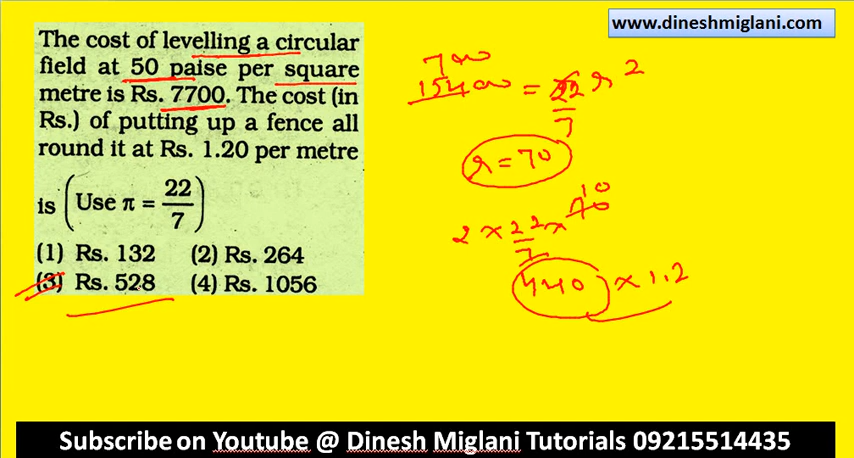 www.dineshmiglani.com
The cost of levelling a circular
field at 50 paise per square
metre is Rs. 7700. The cost (in
Rs.) of putting up a fence all
round it at Rs. 1.20 per metre
is (Use π = 22/7)
(1) Rs. 132 (2) Rs. 264
(3) Rs. 528 (4) Rs. 1056
700
15400 = 22/7 r²
r = 70
10
2 × 22/7 × 70
440 × 1.2
Subscribe on Youtube @ Dinesh Miglani Tutorials 09215514435